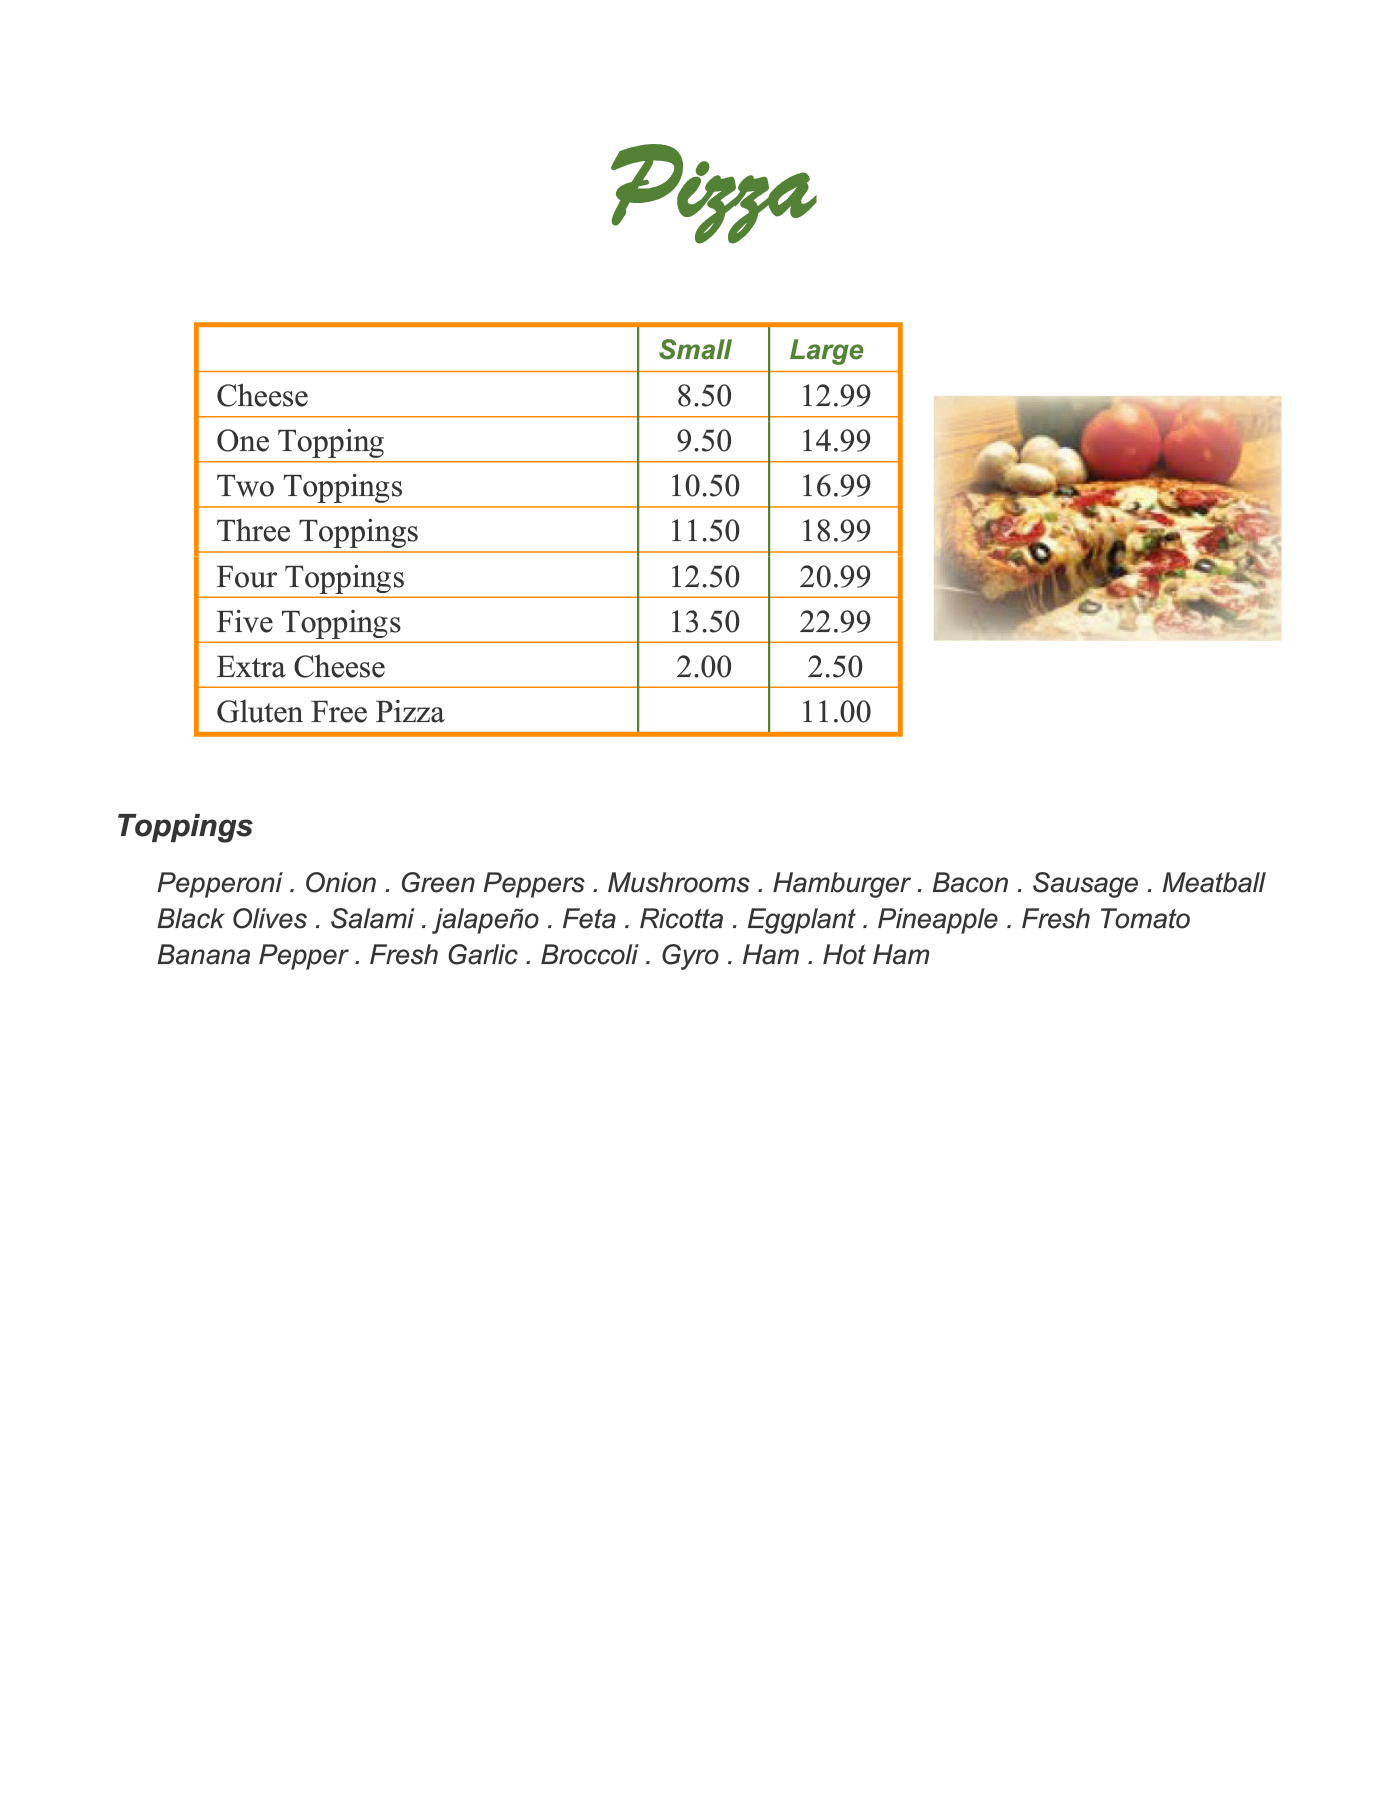 Pizza
Small Large
Cheese 8.50 12.99
One Topping 9.50 14.99
Two Toppings 10.50 16.99
Three Toppings 11.50 18.99
Four Toppings 12.50 20.99
Five Toppings 13.50 22.99
Extra Cheese 2.00 2.50
Gluten Free Pizza 11.00
Toppings
Pepperoni . Onion . Green Peppers . Mushrooms . Hamburger . Bacon . Sausage . Meatball
Black Olives . Salami . jalapeño . Feta . Ricotta . Eggplant . Pineapple . Fresh Tomato
Banana Pepper . Fresh Garlic . Broccoli . Gyro . Ham . Hot Ham